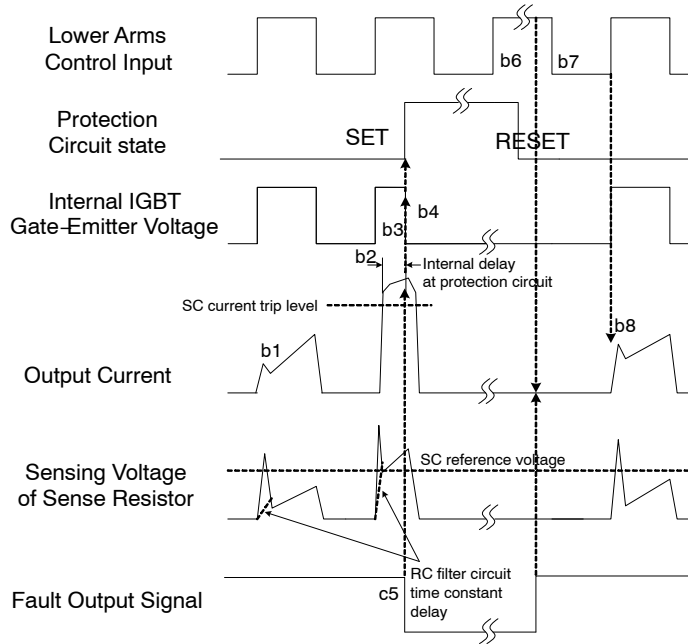 Lower Arms
Control Input
b6
b7
Protection
Circuit state
SET
RESET
Internal IGBT
Gate−Emitter Voltage
b3
b4
b2
Internal delay
at protection circuit
SC current trip level
b1
b8
Output Current
SC reference voltage
Sensing Voltage
of Sense Resistor
RC filter circuit
time constant
delay
c5
Fault Output Signal